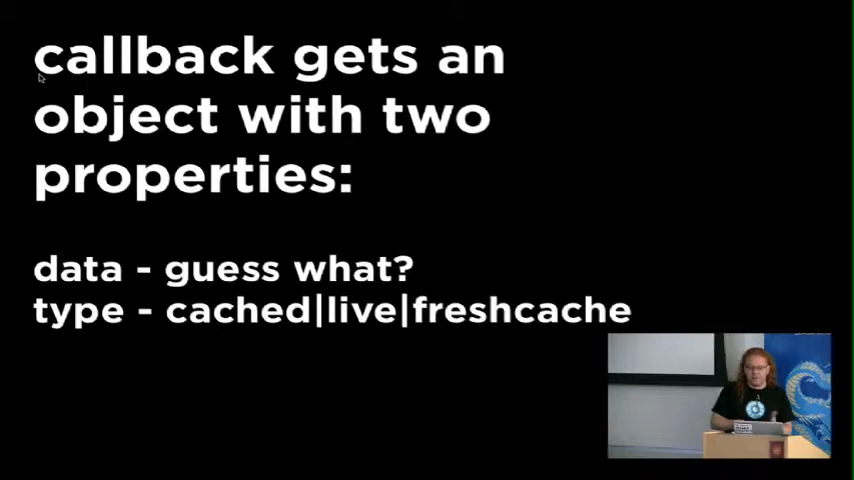 callback gets an
object with two
properties:
data - guess what?
type - cached|live|freshcache